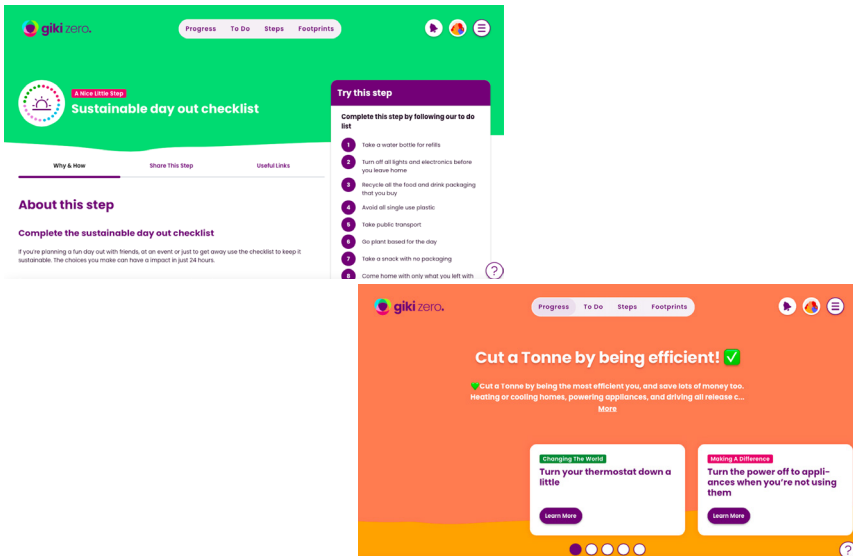 giki zero.
Progress To Do Steps Footprints
A Nice Little Step
Sustainable day out checklist
Why & How Share This Step Useful Links
About this step
Complete the sustainable day out checklist
If you're planning a fun day out with friends, at an event or just to get away use the checklist to keep it
sustainable. The choices you make can have a impact in just 24 hours.
Try this step
Complete this step by following our to do
list
1 Take a water bottle for refills
2 Turn off all lights and electronics before
you leave home
3 Recycle all the food and drink packaging
that you buy
4 Avoid all single use plastic
5 Take public transport
6 Go plant based for the day
7 Take a snack with no packaging
8 Come home with only what you left with
?
giki zero.
Progress To Do Steps Footprints
Cut a Tonne by being efficient! ✅
💚Cut a Tonne by being the most efficient you, and save lots of money too.
Heating or cooling homes, powering appliances, and driving all release c...
More
Changing The World
Turn your thermostat down a
little
Learn More
Making A Difference
Turn the power off to appli-
ances when you're not using
them
Learn More
?